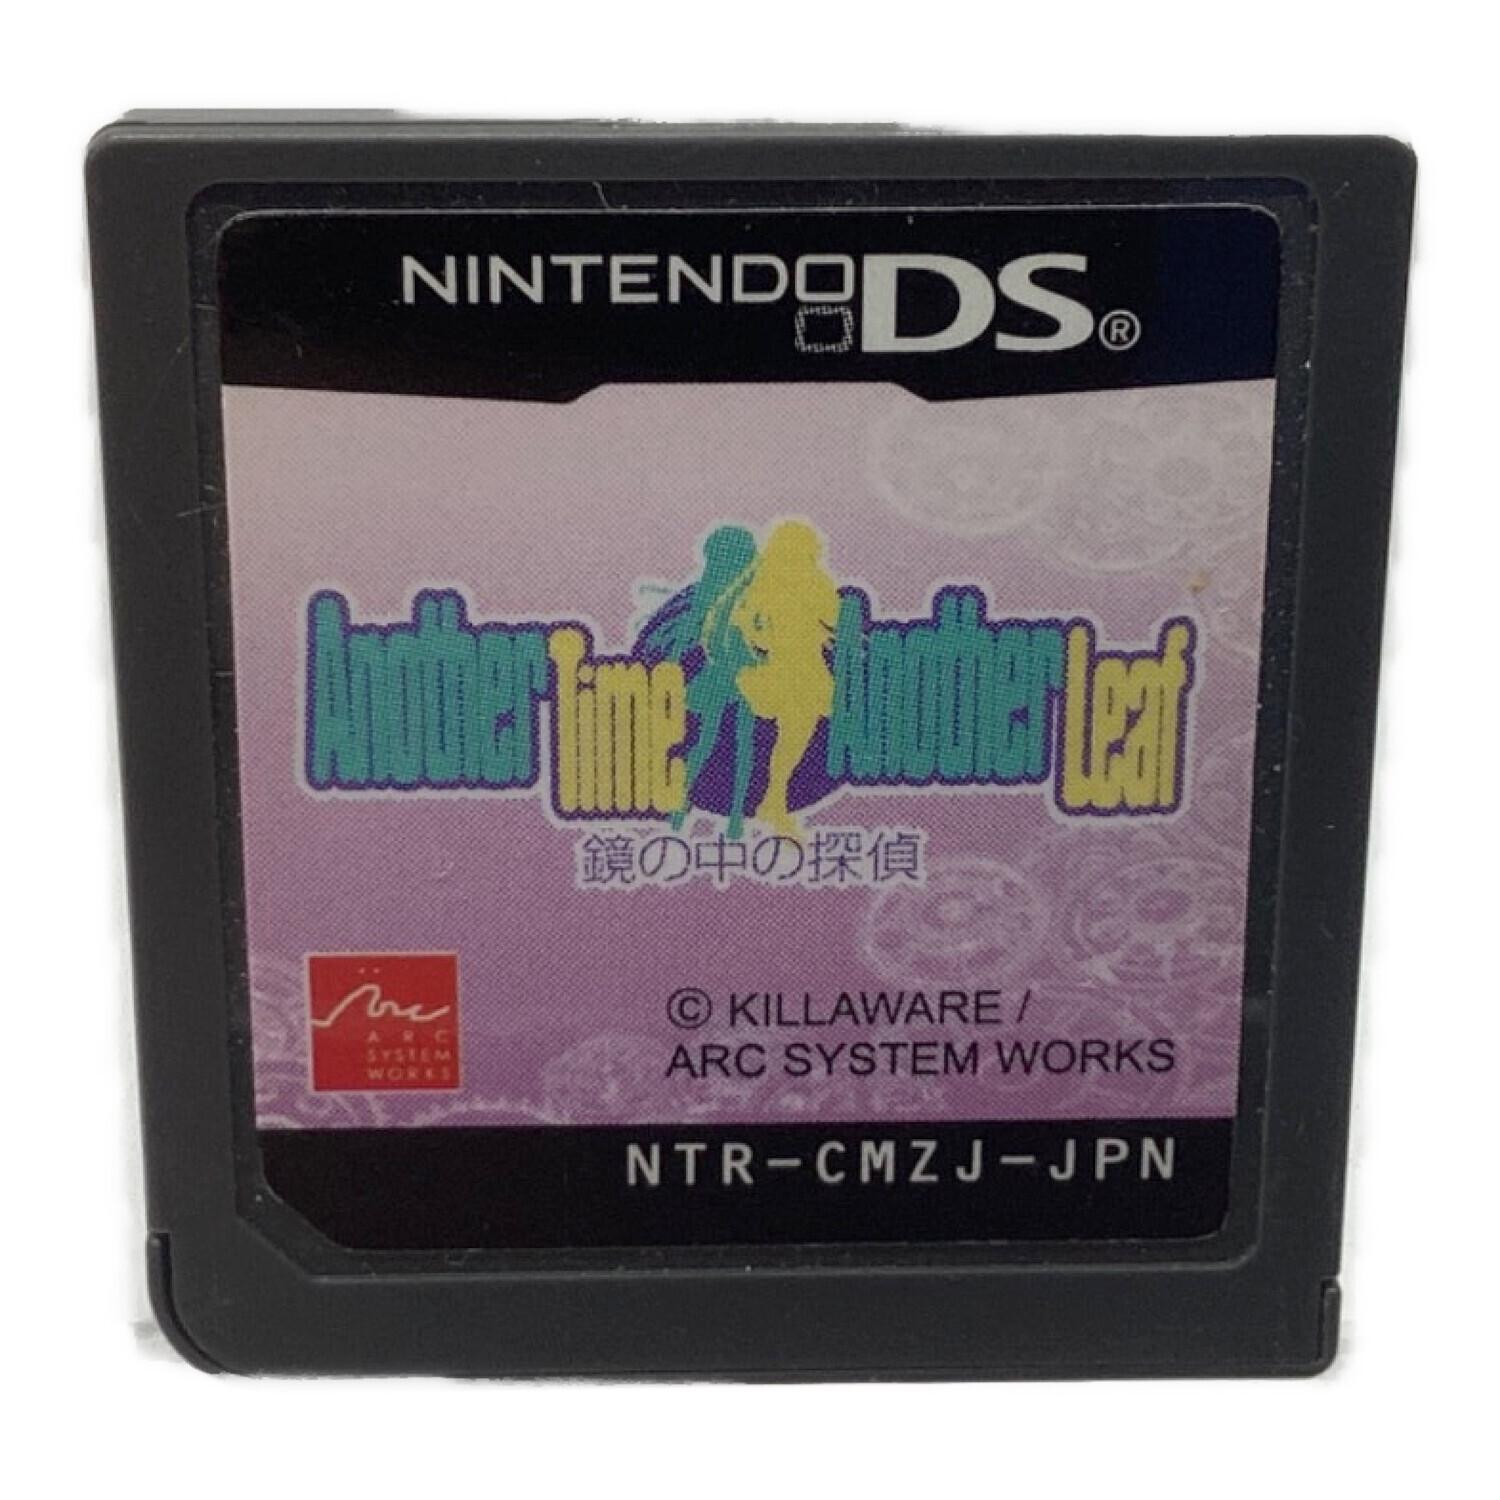 NINTENDO DS®
Another Time Another Leaf
鏡の中の探偵
Arc
ARC
SYSTEM
WORKS
© KILLAWARE /
ARC SYSTEM WORKS
NTR-CMZJ-JPN